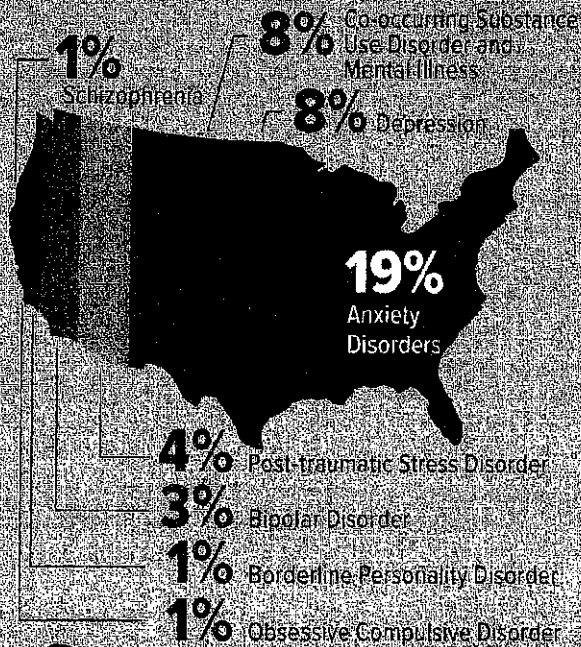 8% Co-occurring Substance
Use Disorder and
Mental Illness
1%
Schizophrenia
8% Depression
19%
Anxiety
Disorders
4% Post-traumatic Stress Disorder
3% Bipolar Disorder
1% Borderline Personality Disorder
1% Obsessive Compulsive Disorder